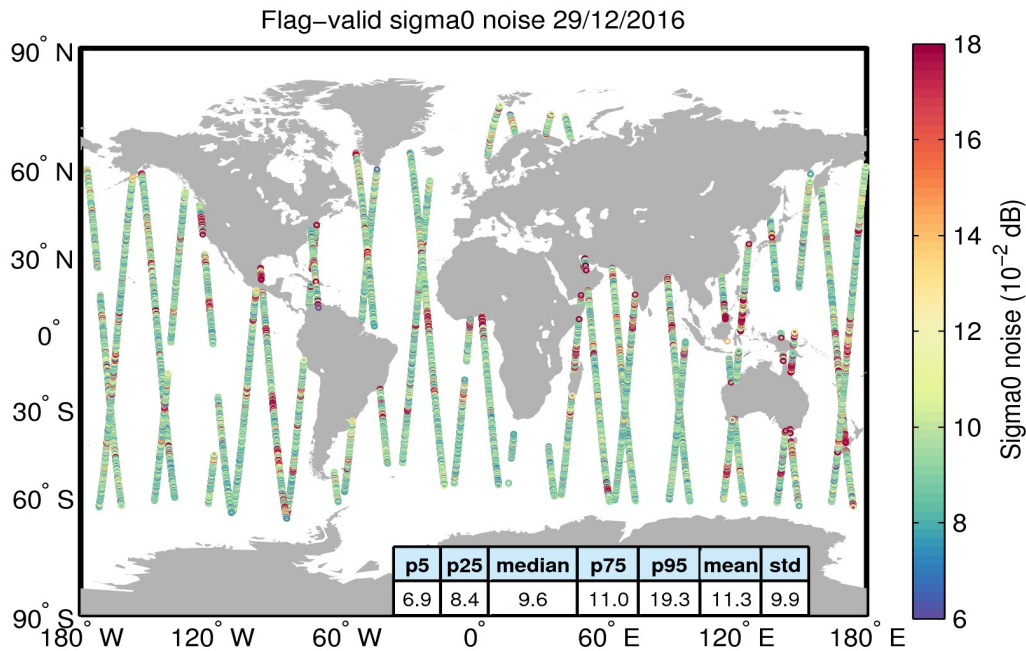 Flag−valid sigma0 noise 29/12/2016
90° N
60° N
30° N
0°
30° S
60° S
90° S
180° W
120° W
60° W
0°
60° E
120° E
180° E
p5 p25 median p75 p95 mean std
6.9 8.4 9.6 11.0 19.3 11.3 9.9
18
16
14
12
10
8
6
Sigma0 noise (10⁻² dB)